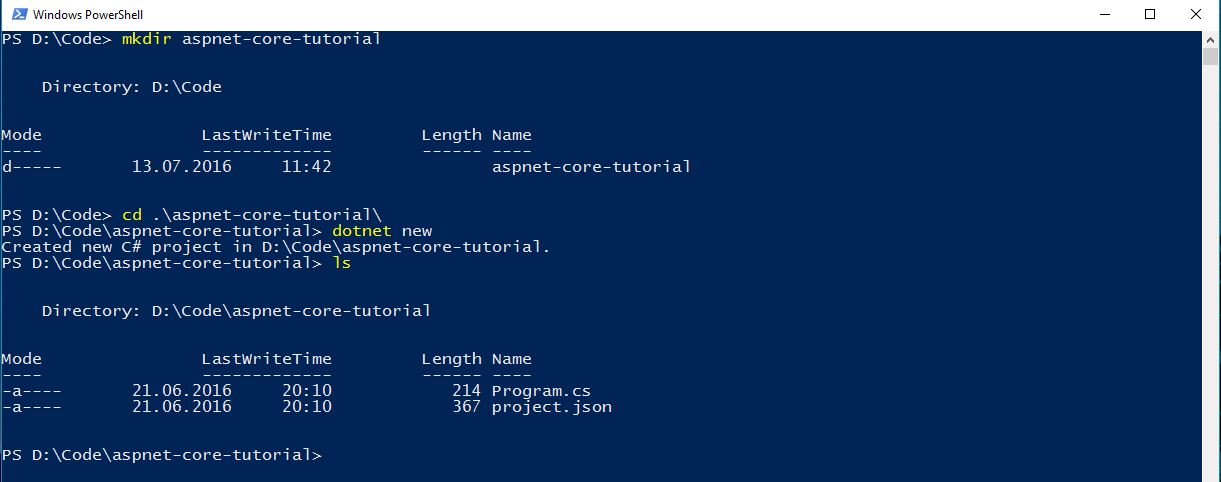 Windows PowerShell
PS D:\Code> mkdir aspnet-core-tutorial
    Directory: D:\Code
Mode                LastWriteTime         Length Name
----                -------------         ------ ----
d-----       13.07.2016     11:42                aspnet-core-tutorial
PS D:\Code> cd .\aspnet-core-tutorial\
PS D:\Code\aspnet-core-tutorial> dotnet new
Created new C# project in D:\Code\aspnet-core-tutorial.
PS D:\Code\aspnet-core-tutorial> ls
    Directory: D:\Code\aspnet-core-tutorial
Mode                LastWriteTime         Length Name
----                -------------         ------ ----
-a----       21.06.2016     20:10            214 Program.cs
-a----       21.06.2016     20:10            367 project.json
PS D:\Code\aspnet-core-tutorial>